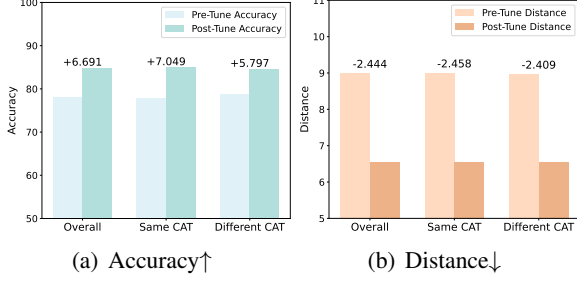 100
90
80
70
60
50
Accuracy
Pre-Tune Accuracy
Post-Tune Accuracy
+6.691
+7.049
+5.797
Overall
Same CAT
Different CAT
(a) Accuracy↑
11
10
9
8
7
6
5
Distance
Pre-Tune Distance
Post-Tune Distance
-2.444
-2.458
-2.409
Overall
Same CAT
Different CAT
(b) Distance↓